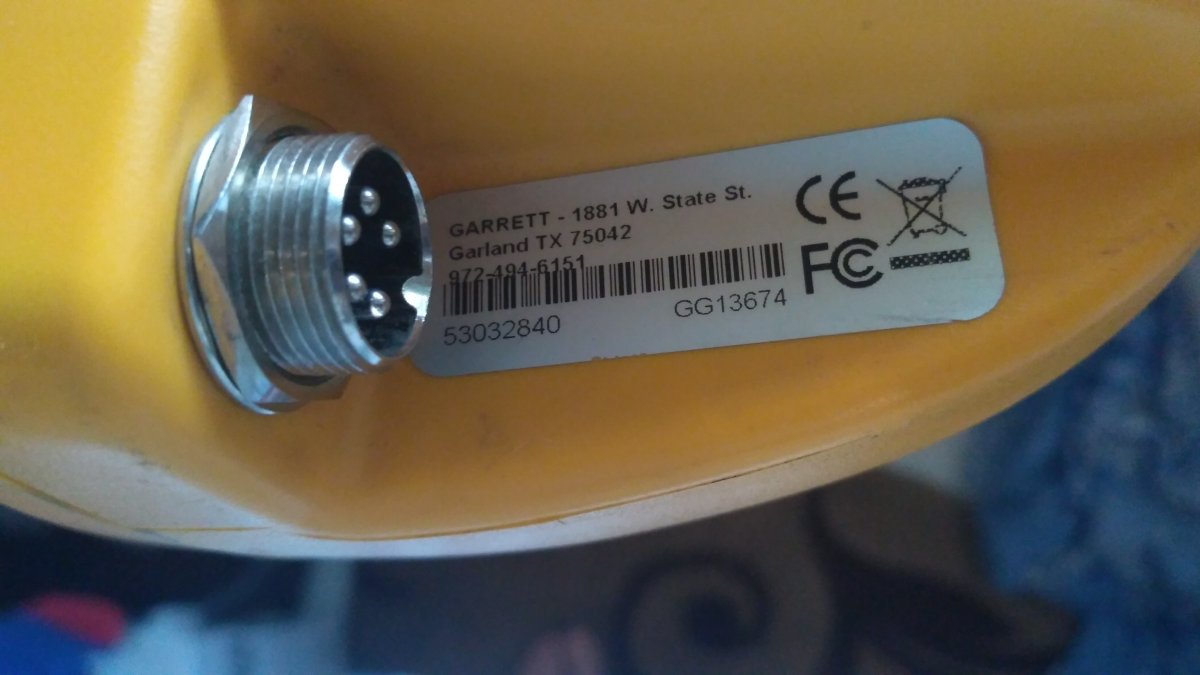 GARRETT - 1881 W. State St.
Garland TX 75042
972-494-6151
53032840
GG13674
CE
FC